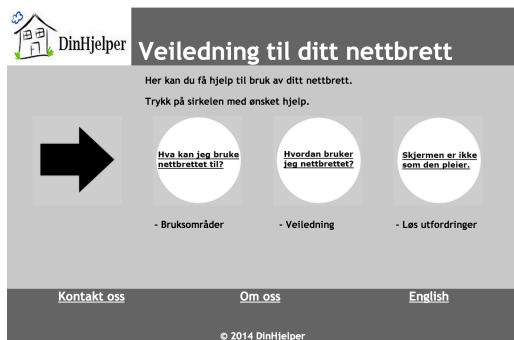 DinHjelper
Veiledning til ditt nettbrett
Her kan du få hjelp til bruk av ditt nettbrett.
Trykk på sirkelen med ønsket hjelp.
Hva kan jeg bruke
nettbrettet til?
Hvordan bruker
jeg nettbrettet?
Skjermen er ikke
som den pleier.
- Bruksområder
- Veiledning
- Løs utfordringer
Kontakt oss
Om oss
English
© 2014 DinHjelper